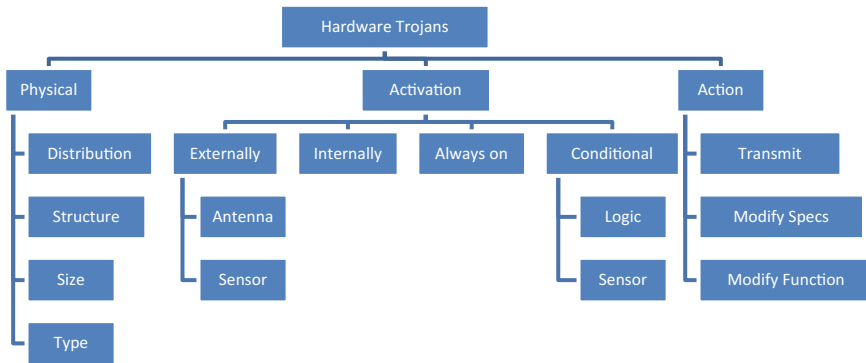 Hardware Trojans
Physical
Activation
Action
Distribution
Externally
Internally
Always on
Conditional
Transmit
Structure
Antenna
Logic
Modify Specs
Size
Sensor
Sensor
Modify Function
Type